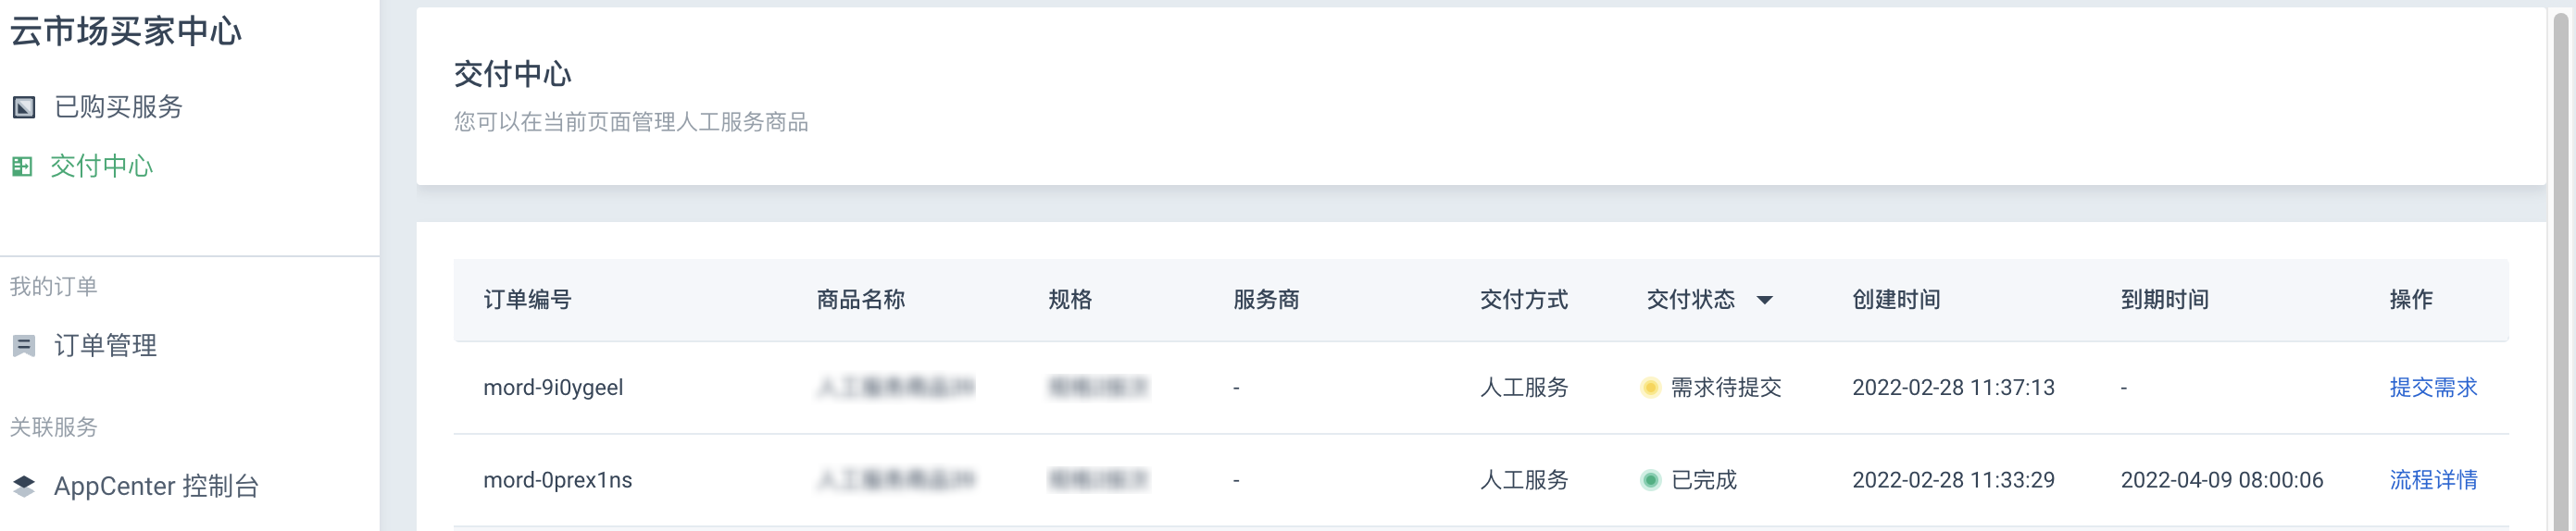 云市场买家中心
已购买服务
交付中心
我的订单
订单管理
关联服务
AppCenter 控制台
交付中心
您可以在当前页面管理人工服务商品
订单编号 商品名称 规格 服务商 交付方式 交付状态 创建时间 到期时间 操作
mord-9i0ygeel - 人工服务 需求待提交 2022-02-28 11:37:13 - 提交需求
mord-0prex1ns - 人工服务 已完成 2022-02-28 11:33:29 2022-04-09 08:00:06 流程详情